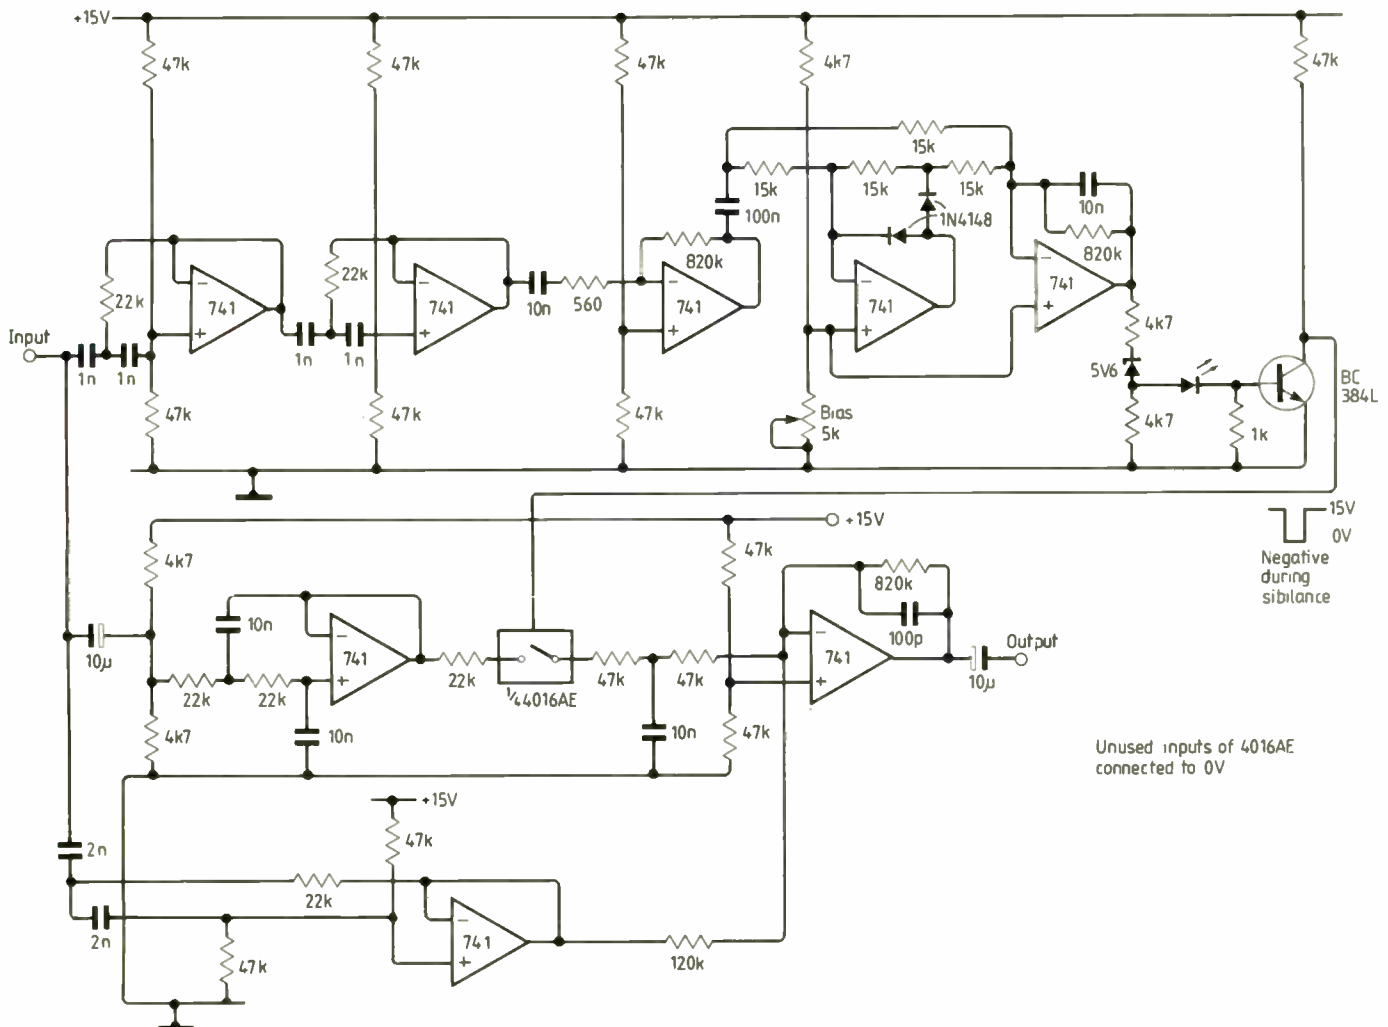 +15V
47k
47k
47k
4k7
47k
15k
15k
15k
15k
100n
1N4148
10n
820k
820k
22k
22k
−
741
+
−
741
+
10n
560
−
741
+
−
741
+
−
741
+
4k7
Input
1n
1n
1n
1n
5V6
BC
384L
47k
47k
47k
Bias
5k
4k7
1k
+15V
15V
0V
Negative
during
sibilance
4k7
47k
820k
10n
100p
10µ
−
741
+
22k
22k
22k
1/4 4016AE
47k
47k
−
741
+
Output
10µ
4k7
10n
10n
47k
Unused inputs of 4016AE
connected to 0V
+15V
47k
2n
22k
2n
−
741
+
47k
120k